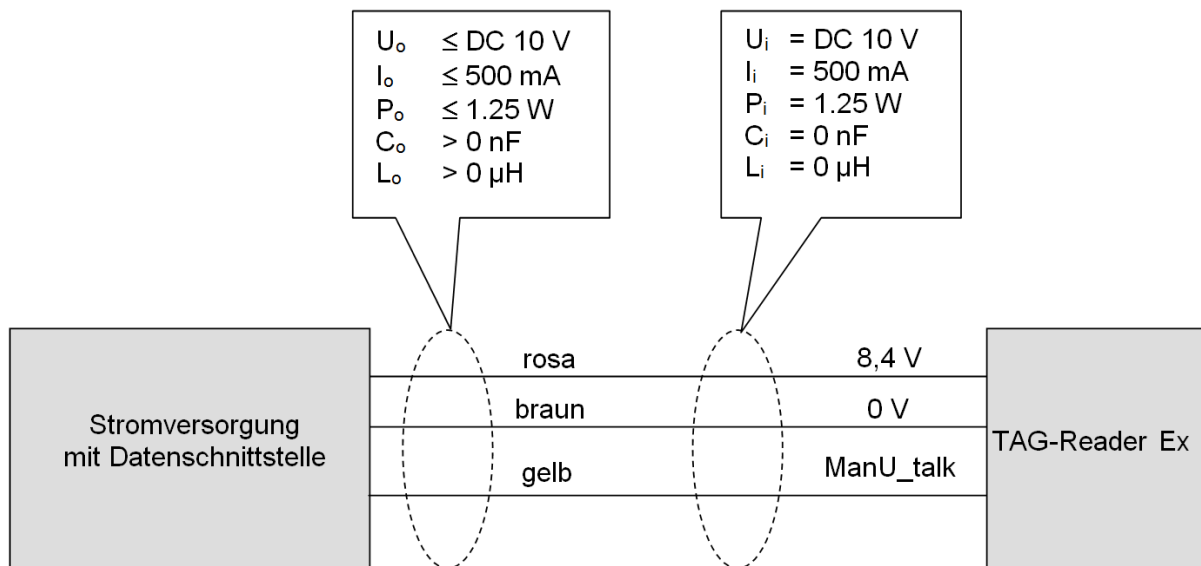 Uₒ ≤ DC 10 V
Iₒ ≤ 500 mA
Pₒ ≤ 1.25 W
Cₒ > 0 nF
Lₒ > 0 µH
Uᵢ = DC 10 V
Iᵢ = 500 mA
Pᵢ = 1.25 W
Cᵢ = 0 nF
Lᵢ = 0 µH
Stromversorgung
mit Datenschnittstelle
rosa
8,4 V
braun
0 V
gelb
ManU_talk
TAG-Reader Ex